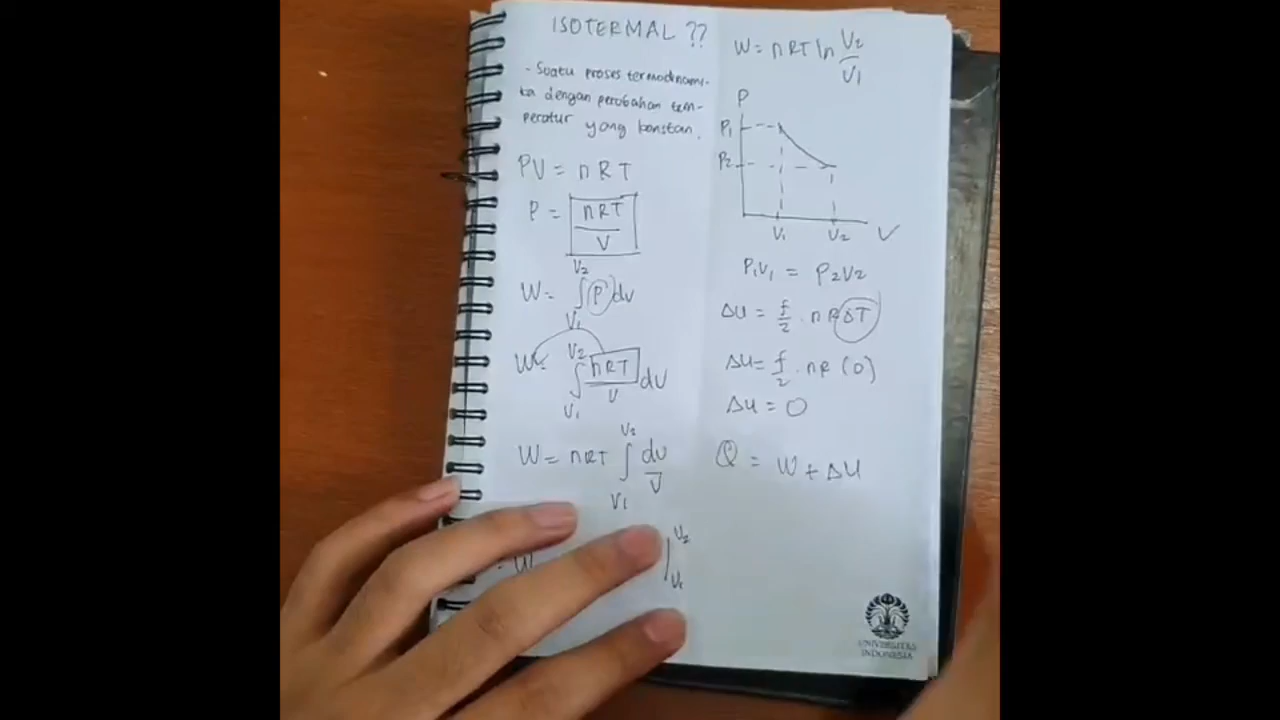 ISOTERMAL ??
- Suatu proses termodinami-
ka dengan perubahan tem-
peratur yang konstan.
PV = nRT
P = nRT
V
V2
W = ∫ P dv
V1
V2
W = ∫ nRT dv
V
V1
V2
W = nRT ∫ dv
V
V1
= W
V2
V1
W = nRT ln V2
V1
P
P1
P2
V1 V2 V
P1V1 = P2V2
ΔU = f/2 . nRΔT
ΔU = f/2 . nR (0)
ΔU = 0
Q = W + ΔU
UNIVERSITAS
INDONESIA